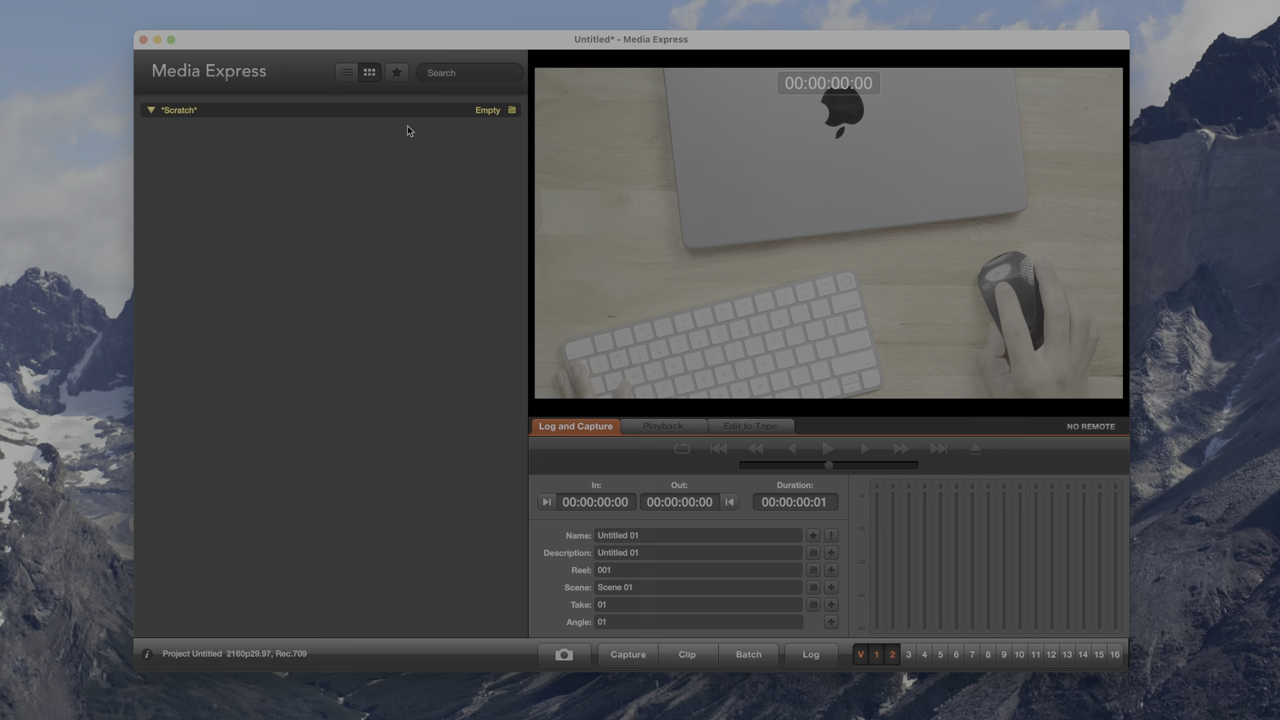 Untitled* - Media Express
Media Express
Search
*Scratch*
Empty
00:00:00:00
Log and Capture
Playback
Edit to Tape
NO REMOTE
In:
Out:
Duration:
00:00:00:00
00:00:00:00
00:00:00:01
Name: Untitled 01
Description: Untitled 01
Reel: 001
Scene: Scene 01
Take: 01
Angle: 01
Project Untitled 2160p29.97, Rec.709
Capture
Clip
Batch
Log
V 1 2 3 4 5 6 7 8 9 10 11 12 13 14 15 16